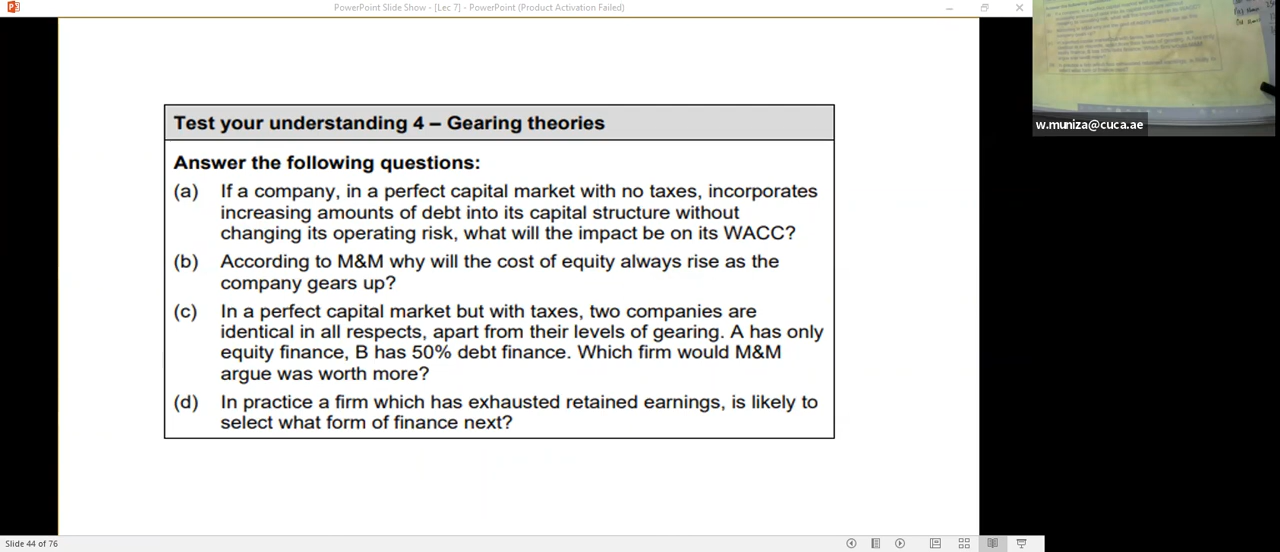 PowerPoint Slide Show - [Lec 7] - PowerPoint (Product Activation Failed)
Test your understanding 4 – Gearing theories
Answer the following questions:
(a) If a company, in a perfect capital market with no taxes, incorporates
increasing amounts of debt into its capital structure without
changing its operating risk, what will the impact be on its WACC?
(b) According to M&M why will the cost of equity always rise as the
company gears up?
(c) In a perfect capital market but with taxes, two companies are
identical in all respects, apart from their levels of gearing. A has only
equity finance, B has 50% debt finance. Which firm would M&M
argue was worth more?
(d) In practice a firm which has exhausted retained earnings, is likely to
select what form of finance next?
w.muniza@cuca.ae
Slide 44 of 76